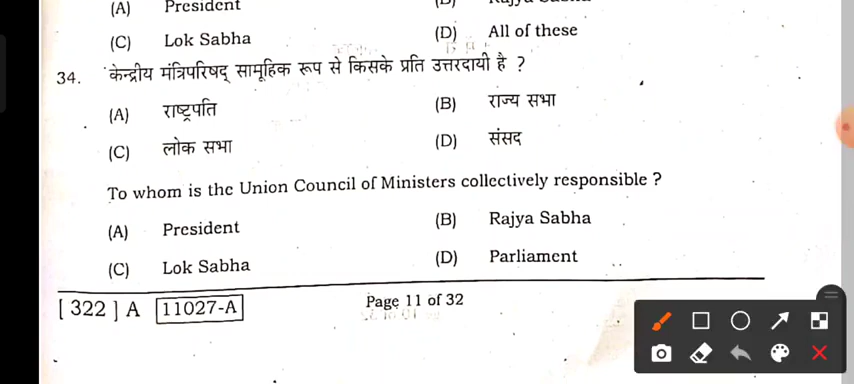 (A) President (B) Rajya Sabha
(C) Lok Sabha (D) All of these
34. केन्द्रीय मंत्रिपरिषद् सामूहिक रूप से किसके प्रति उत्तरदायी है ?
(A) राष्ट्रपति (B) राज्य सभा
(C) लोक सभा (D) संसद
To whom is the Union Council of Ministers collectively responsible ?
(A) President (B) Rajya Sabha
(C) Lok Sabha (D) Parliament
[ 322 ] A 11027-A Page 11 of 32